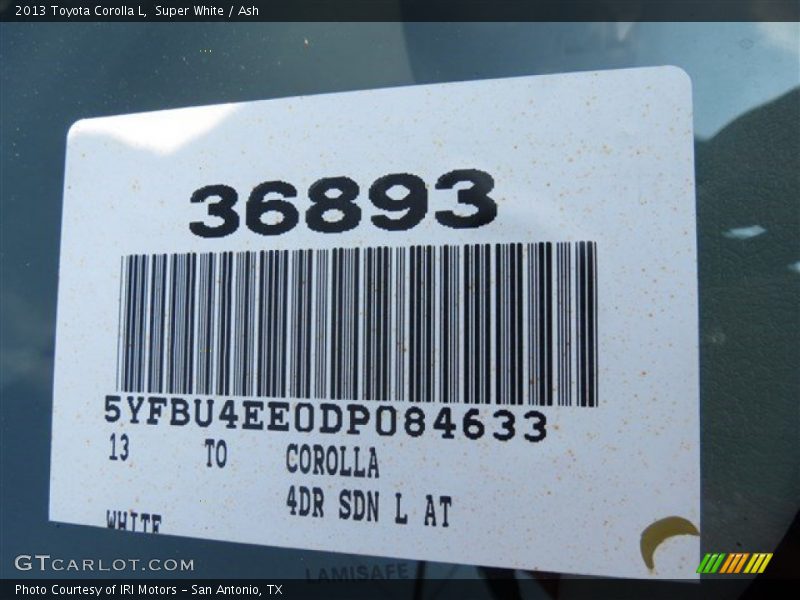 2013 Toyota Corolla L,  Super White / Ash
36893
5YFBU4EE0DP084633
13 TO COROLLA
4DR SDN L AT
WHITE
GTCARLOT.COM
LAMISAFE
Photo Courtesy of IRI Motors – San Antonio, TX